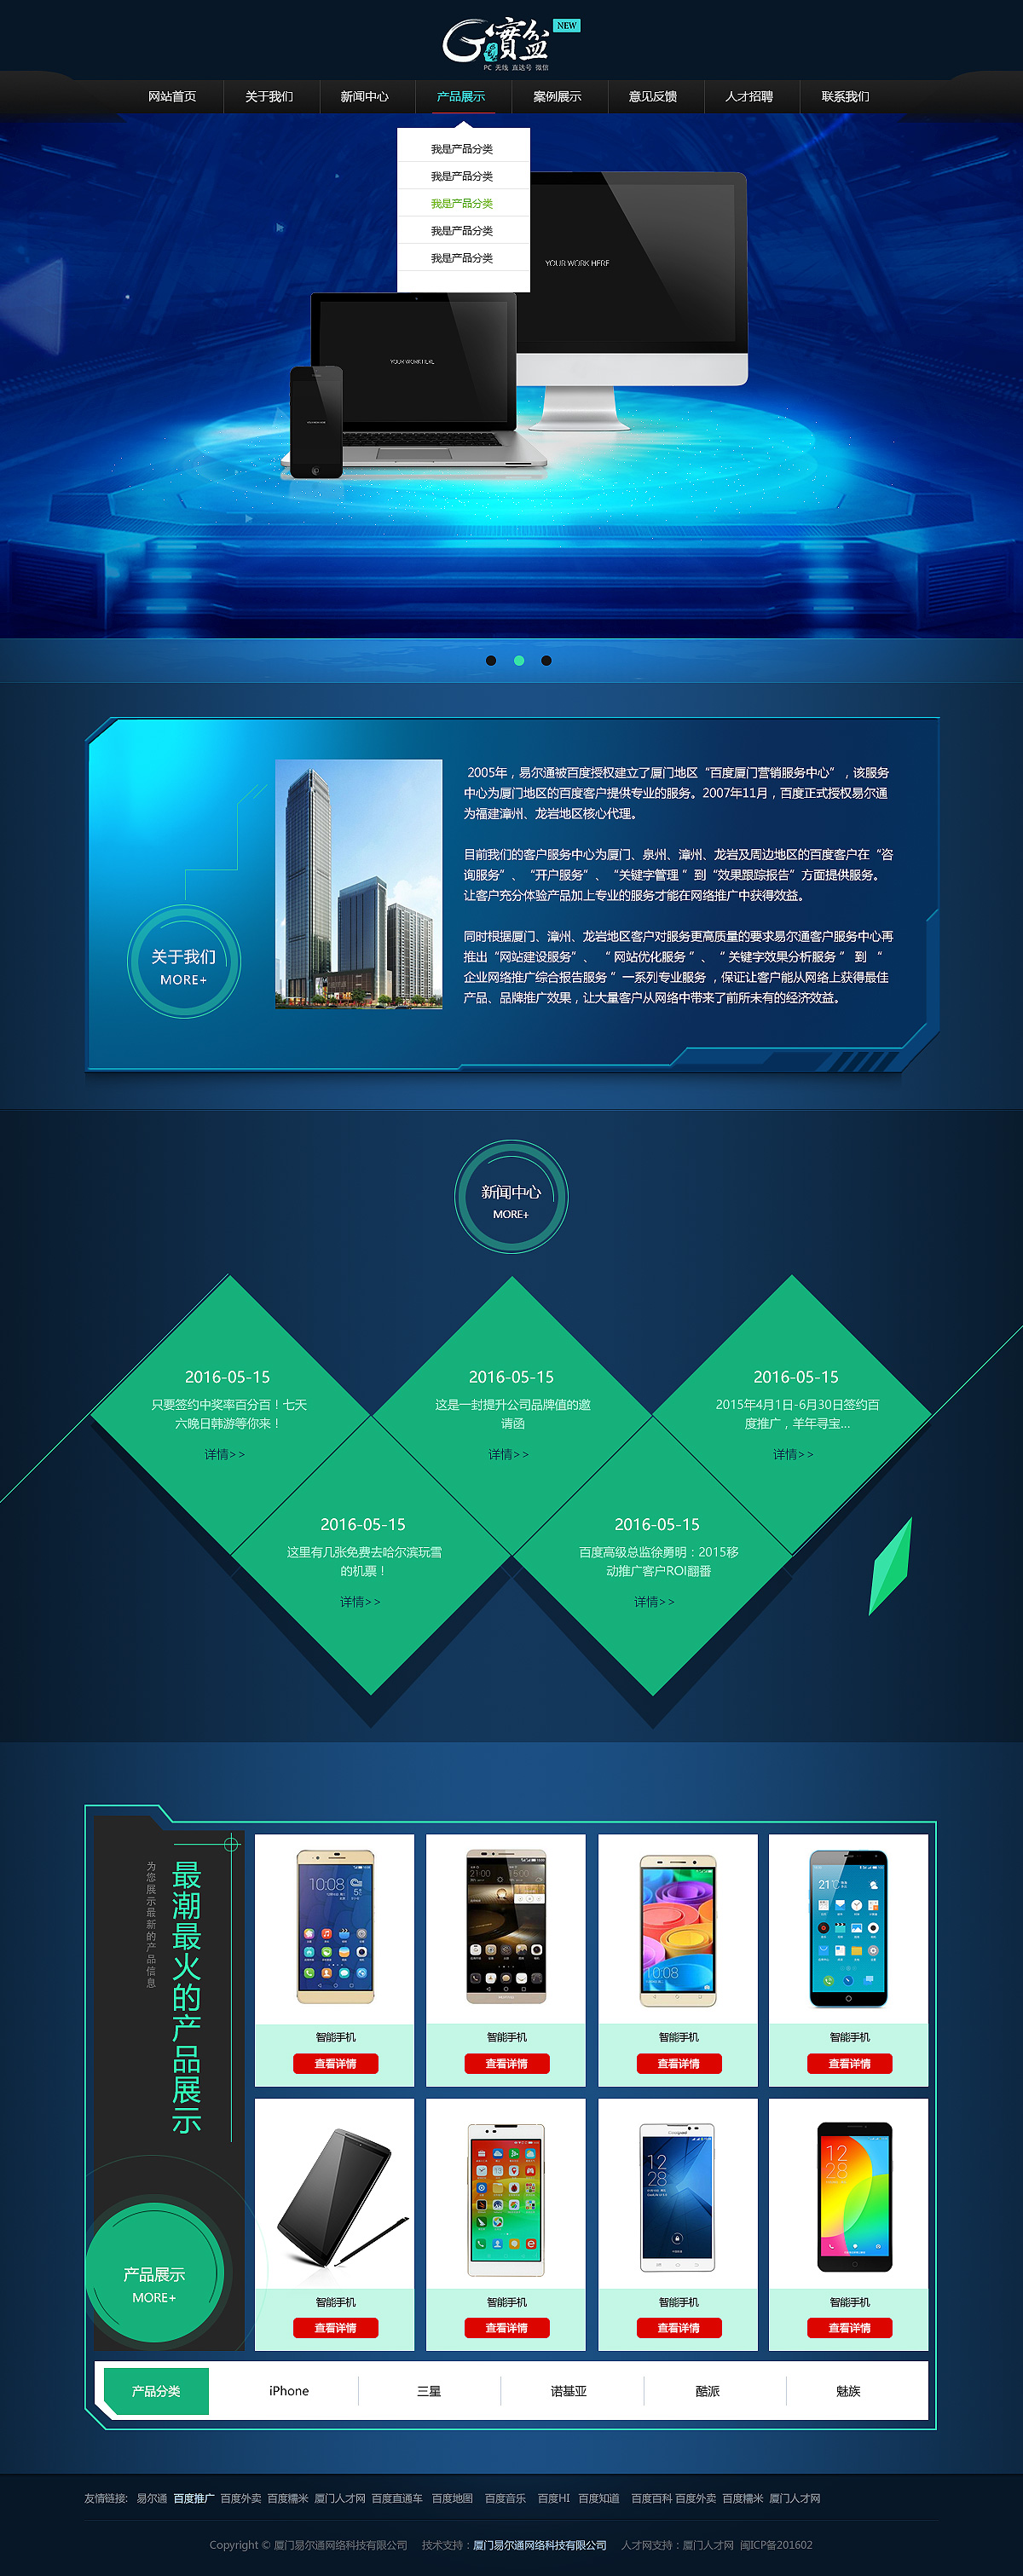 G寶盆
NEW
PC 无线 直达号 微信
网站首页 关于我们 新闻中心 产品展示 案例展示 意见反馈 人才招聘 联系我们
我是产品分类
我是产品分类
我是产品分类
我是产品分类
我是产品分类
YOUR WORK HERE
YOUR WORK HERE
2005年，易尔通被百度授权建立了厦门地区“百度厦门营销服务中心”，该服务
中心为厦门地区的百度客户提供专业的服务。2007年11月，百度正式授权易尔通
为福建漳州、龙岩地区核心代理。
目前我们的客户服务中心为厦门、泉州、漳州、龙岩及周边地区的百度客户在“咨
询服务”、“开户服务”、“关键字管理 ”到“效果跟踪报告”方面提供服务。
让客户充分体验产品加上专业的服务才能在网络推广中获得效益。
同时根据厦门、漳州、龙岩地区客户对服务更高质量的要求易尔通客户服务中心再
推出“网站建设服务”、 “网站优化服务 ”、“ 关键字效果分析服务 ” 到 “
企业网络推广综合报告服务 ”一系列专业服务，保证让客户能从网络上获得最佳
产品、品牌推广效果，让大量客户从网络中带来了前所未有的经济效益。
关于我们
MORE+
新闻中心
MORE+
2016-05-15
只要签约中奖率百分百！七天
六晚日韩游等你来！
详情>>
2016-05-15
这是一封提升公司品牌值的邀
请函
详情>>
2016-05-15
2015年4月1日-6月30日签约百
度推广，羊年寻宝...
详情>>
2016-05-15
这里有几张免费去哈尔滨玩雪
的机票！
详情>>
2016-05-15
百度高级总监徐勇明：2015移
动推广客户ROI翻番
详情>>
最潮最火的产品展示
为您展示最新的产品信息
产品展示
MORE+
10:08
21:00
10:08
21°
智能手机 智能手机 智能手机 智能手机
查看详情 查看详情 查看详情 查看详情
12
28
12
28
智能手机 智能手机 智能手机 智能手机
查看详情 查看详情 查看详情 查看详情
产品分类 iPhone 三星 诺基亚 酷派 魅族
友情链接: 易尔通 百度推广 百度外卖 百度糯米 厦门人才网 百度直通车 百度地图 百度音乐 百度HI 百度知道 百度百科 百度外卖 百度糯米 厦门人才网
Copyright © 厦门易尔通网络科技有限公司 技术支持：厦门易尔通网络科技有限公司 人才网支持：厦门人才网 闽ICP备201602